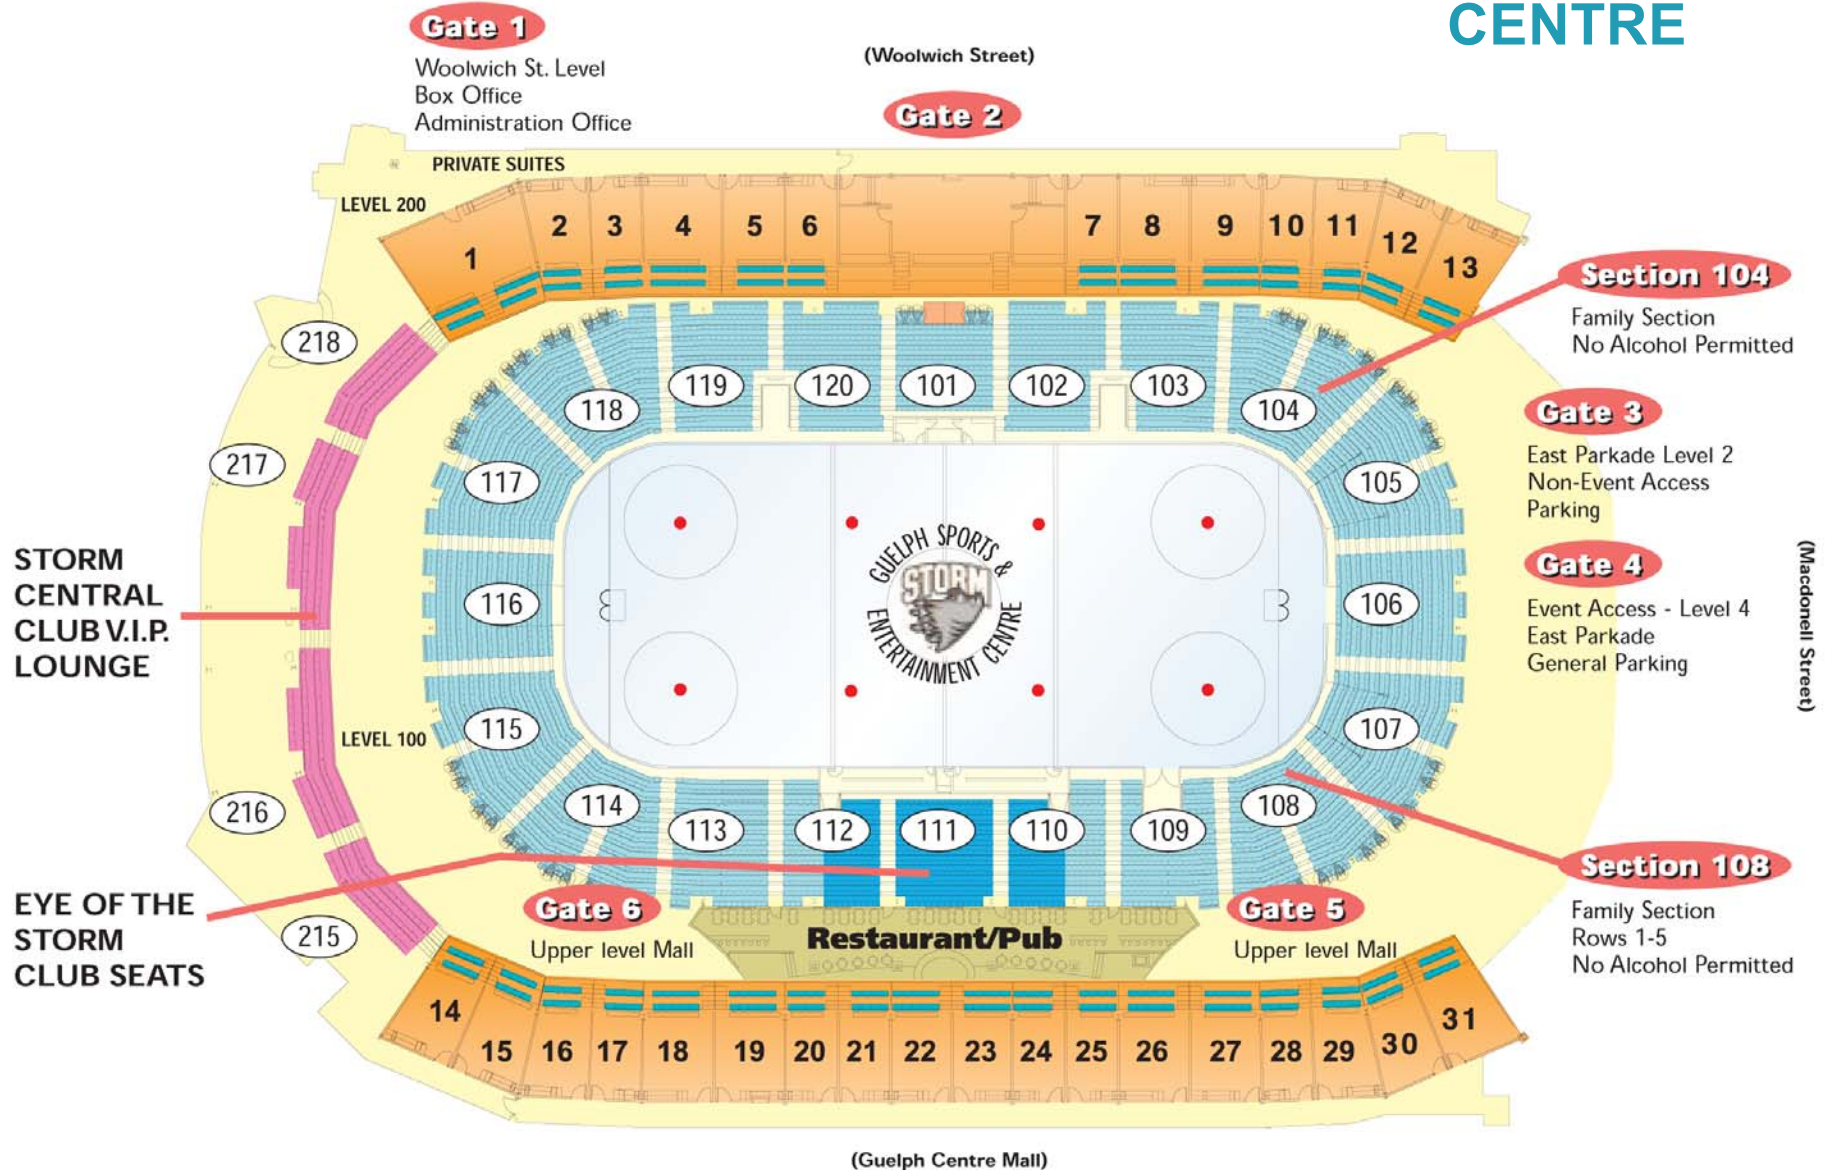 CENTRE
Gate 1
Woolwich St. Level
Box Office
Administration Office
(Woolwich Street)
Gate 2
PRIVATE SUITES
LEVEL 200
1
2
3
4
5
6
7
8
9
10
11
12
13
Section 104
Family Section
No Alcohol Permitted
218
217
216
215
119
120
101
102
103
118
104
117
105
116
106
115
107
114
108
113
112
111
110
109
Gate 3
East Parkade Level 2
Non-Event Access
Parking
Gate 4
Event Access - Level 4
East Parkade
General Parking
(Macdonell Street)
GUELPH SPORTS &
STORM
ENTERTAINMENT CENTRE
STORM
CENTRAL
CLUB V.I.P.
LOUNGE
LEVEL 100
EYE OF THE
STORM
CLUB SEATS
Gate 6
Upper level Mall
Restaurant/Pub
Gate 5
Upper level Mall
Section 108
Family Section
Rows 1-5
No Alcohol Permitted
14
15
16
17
18
19
20
21
22
23
24
25
26
27
28
29
30
31
(Guelph Centre Mall)